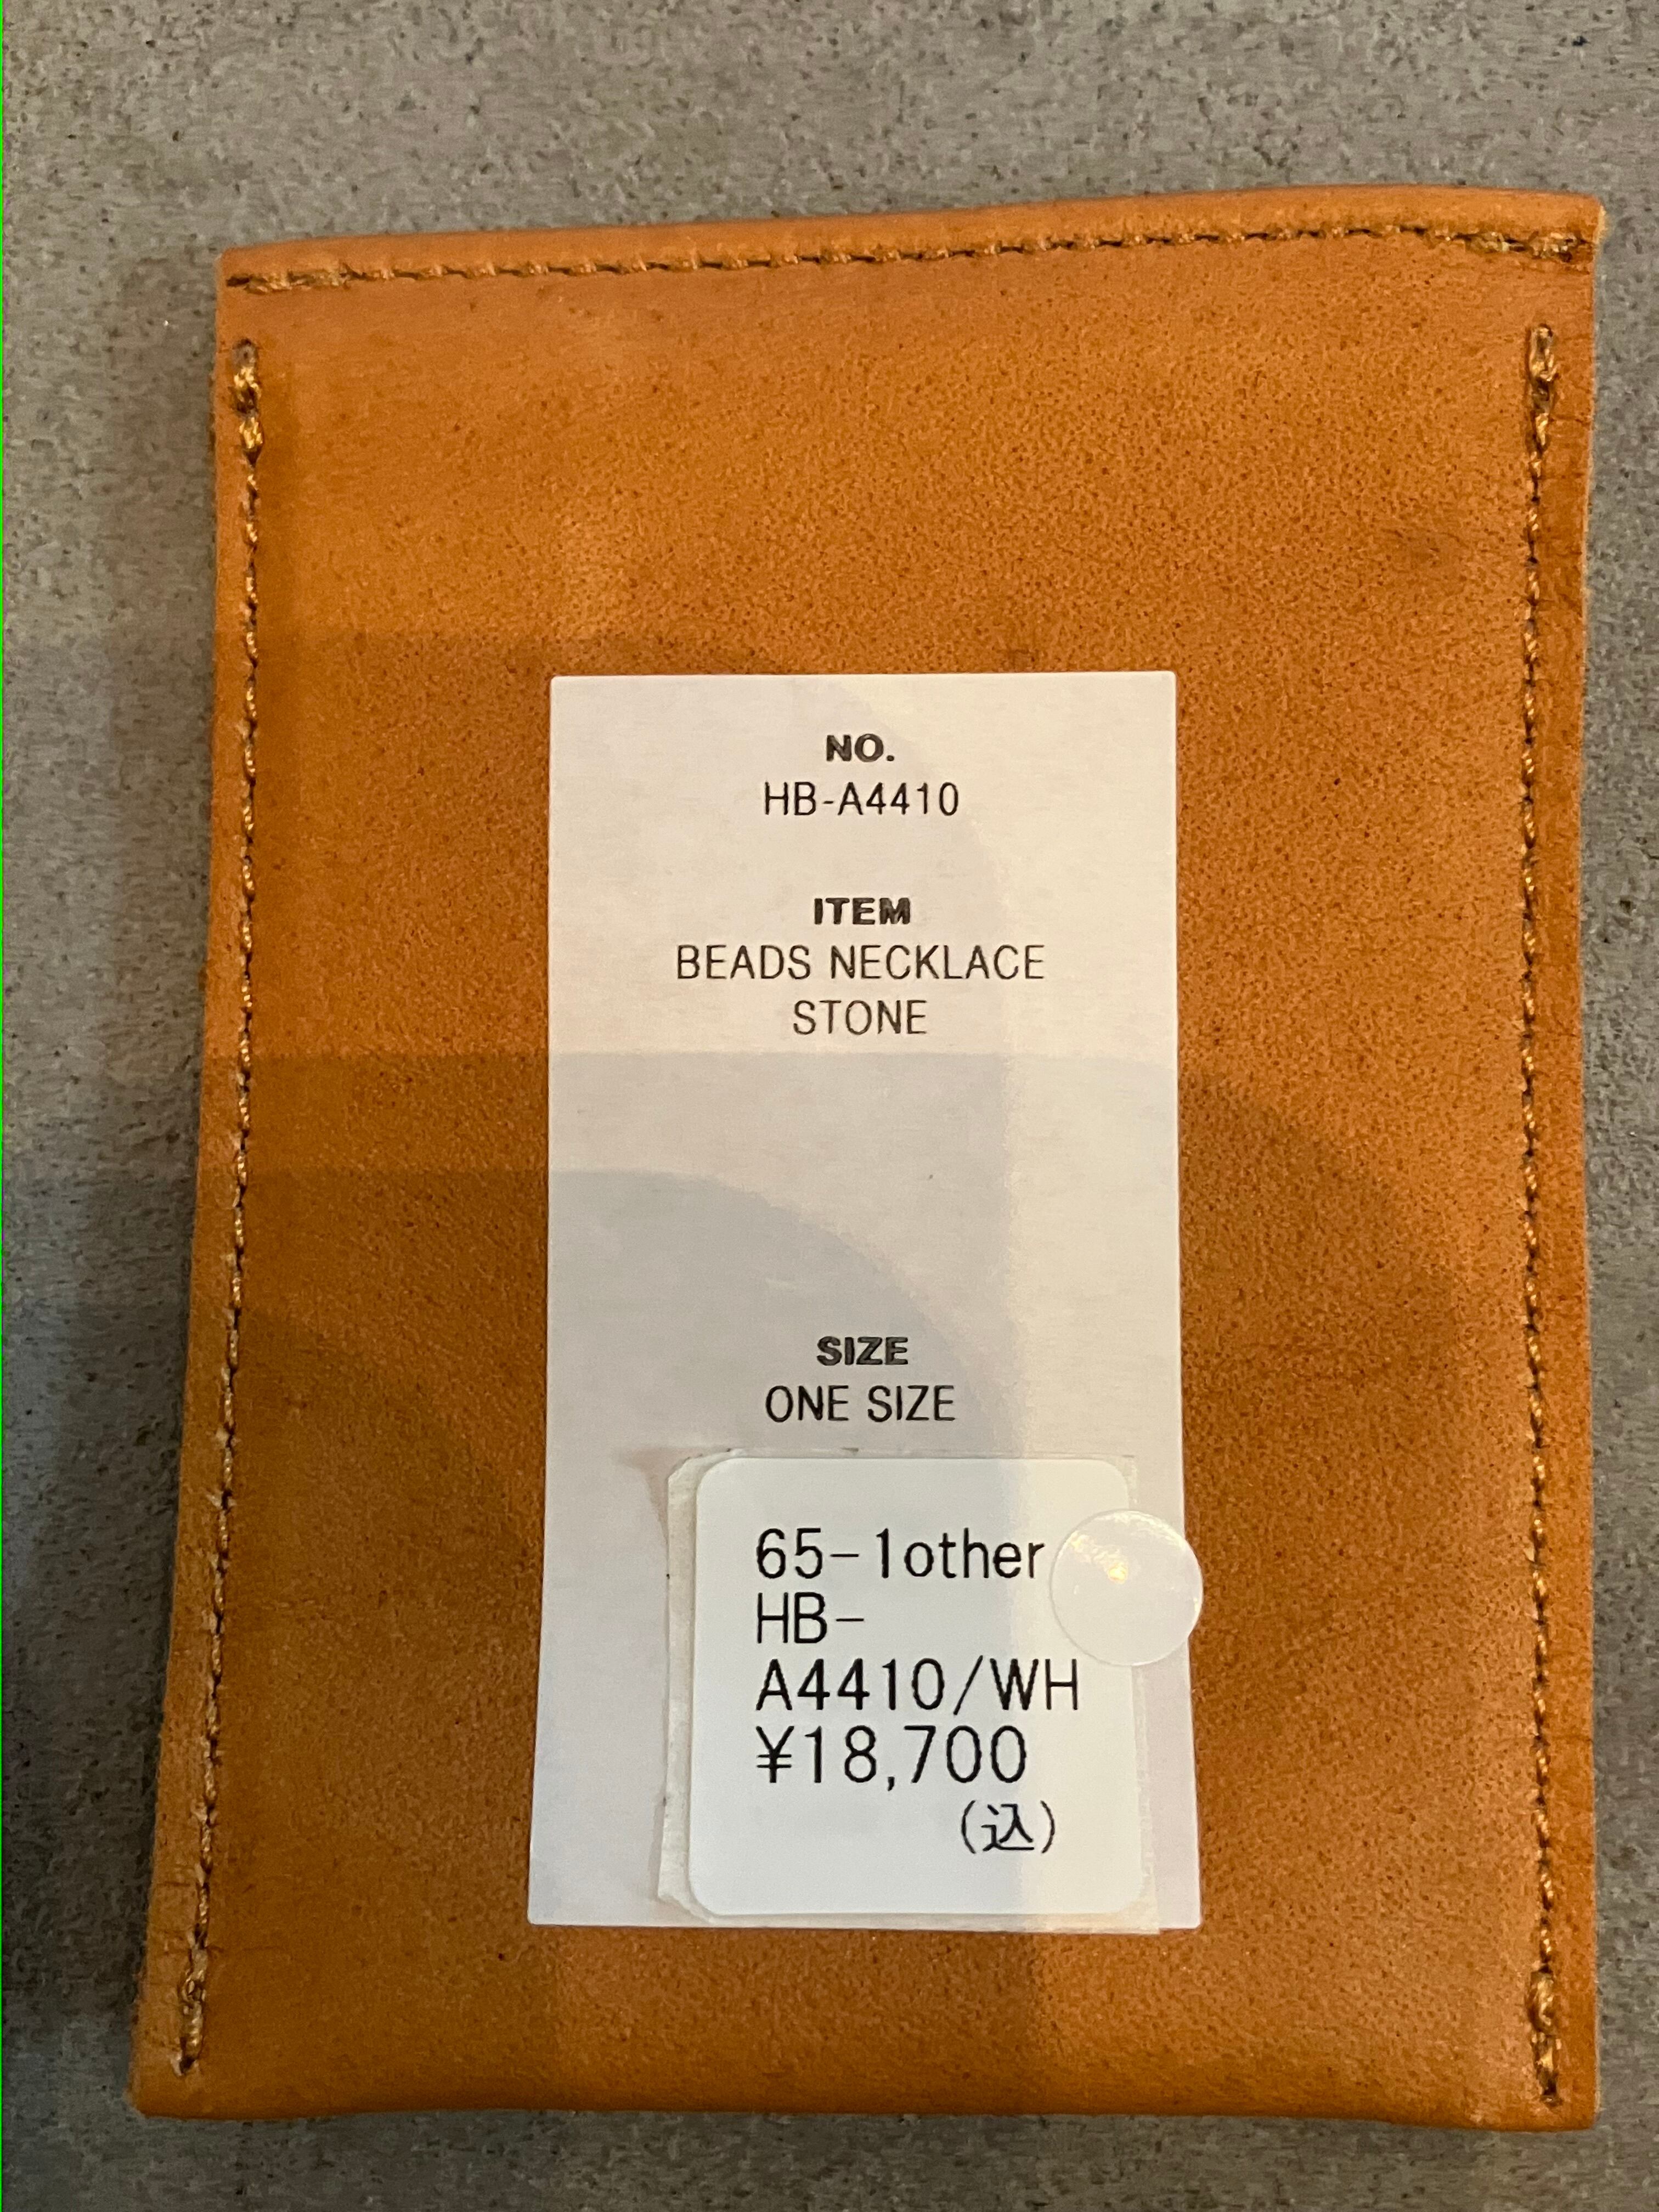 NO.
HB-A4410
ITEM
BEADS NECKLACE
STONE
SIZE
ONE SIZE
65-1other
HB-
A4410/WH
¥18,700
(込)